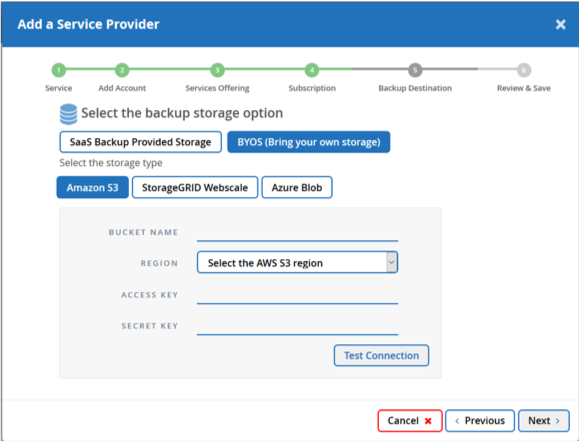 Add a Service Provider
1 2 3 4 5 6
Service Add Account Services Offering Subscription Backup Destination Review & Save
Select the backup storage option
SaaS Backup Provided Storage BYOS (Bring your own storage)
Select the storage type
Amazon S3 StorageGRID Webscale Azure Blob
BUCKET NAME
REGION Select the AWS S3 region
ACCESS KEY
SECRET KEY
Test Connection
Cancel Previous Next